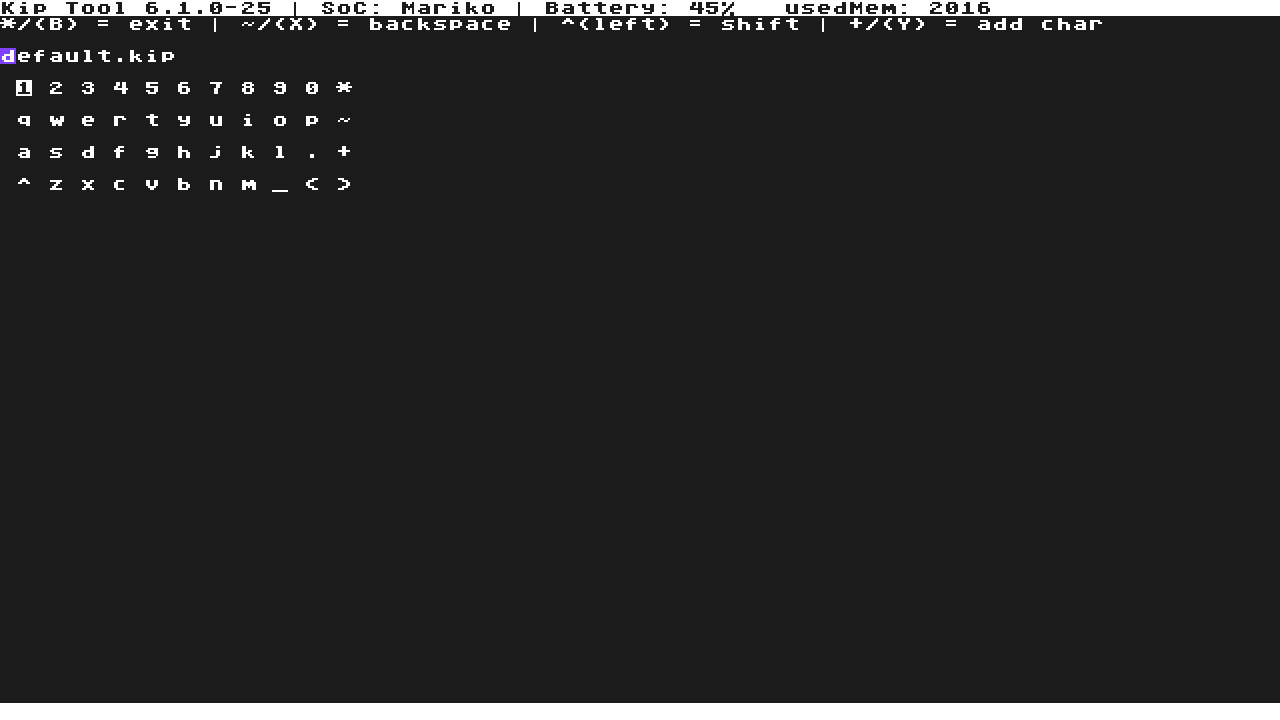 Kip Tool 6.1.0-25 | SoC: Mariko | Battery: 45%   usedMem: 2016
*/(B) = exit | ~/(X) = backspace | ^(left) = shift | +/(Y) = add char
default.kip
1 2 3 4 5 6 7 8 9 0 *
q w e r t y u i o p ~
a s d f g h j k l . +
^ z x c v b n m _ < >